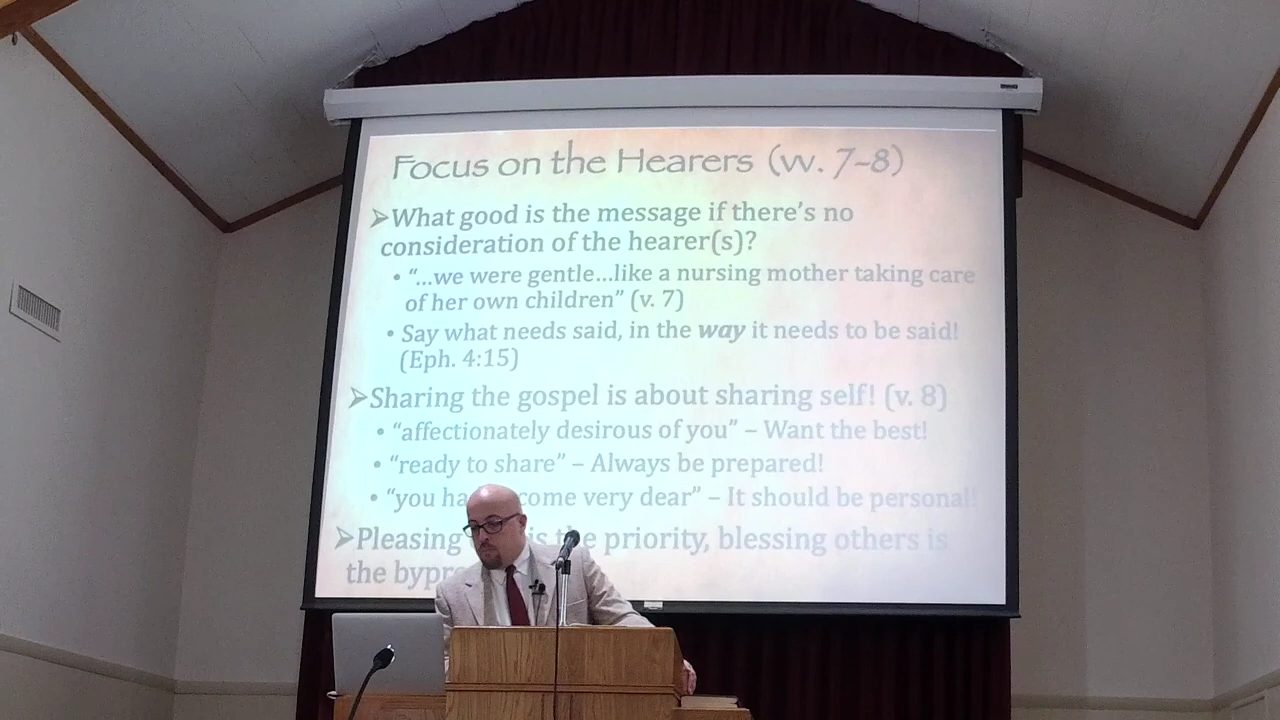 Focus on the Hearers (vv. 7-8)
➢What good is the message if there's no
consideration of the hearer(s)?
• "...we were gentle...like a nursing mother taking care
of her own children" (v. 7)
• Say what needs said, in the way it needs to be said!
(Eph. 4:15)
➢Sharing the gospel is about sharing self! (v. 8)
• "affectionately desirous of you" – Want the best!
• "ready to share" – Always be prepared!
• "you very dear" – It should be personal!
➢Pleasing is the priority, blessing others is
the